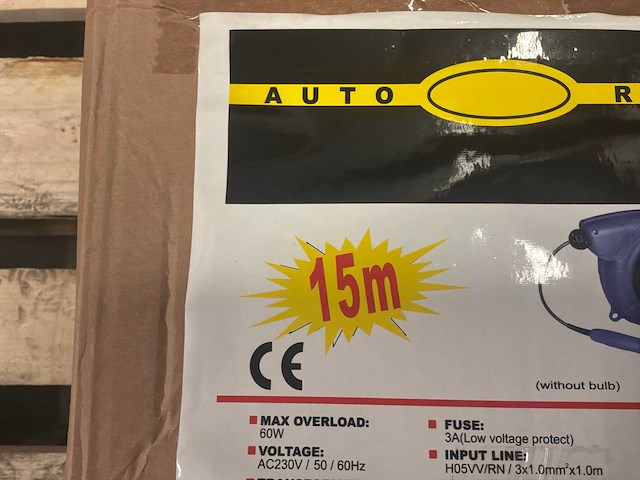 AUTO R
15m
CE
(without bulb)
■ MAX OVERLOAD:
60W
■ VOLTAGE:
AC230V / 50 / 60Hz
■ FUSE:
3A(Low voltage protect)
■ INPUT LINE:
H05VV/RN / 3x1.0mm²x1.0m